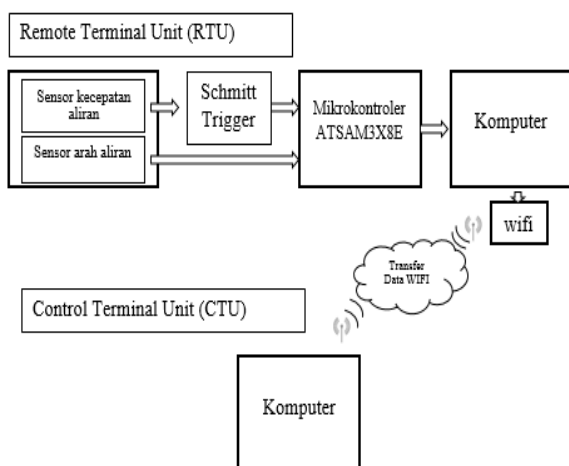 Remote Terminal Unit (RTU)
Sensor kecepatan
aliran
Sensor arah aliran
Schmitt
Trigger
Mikrokontroler
ATSAM3X8E
Komputer
wifi
Transfer
Data WIFI
Control Terminal Unit (CTU)
Komputer